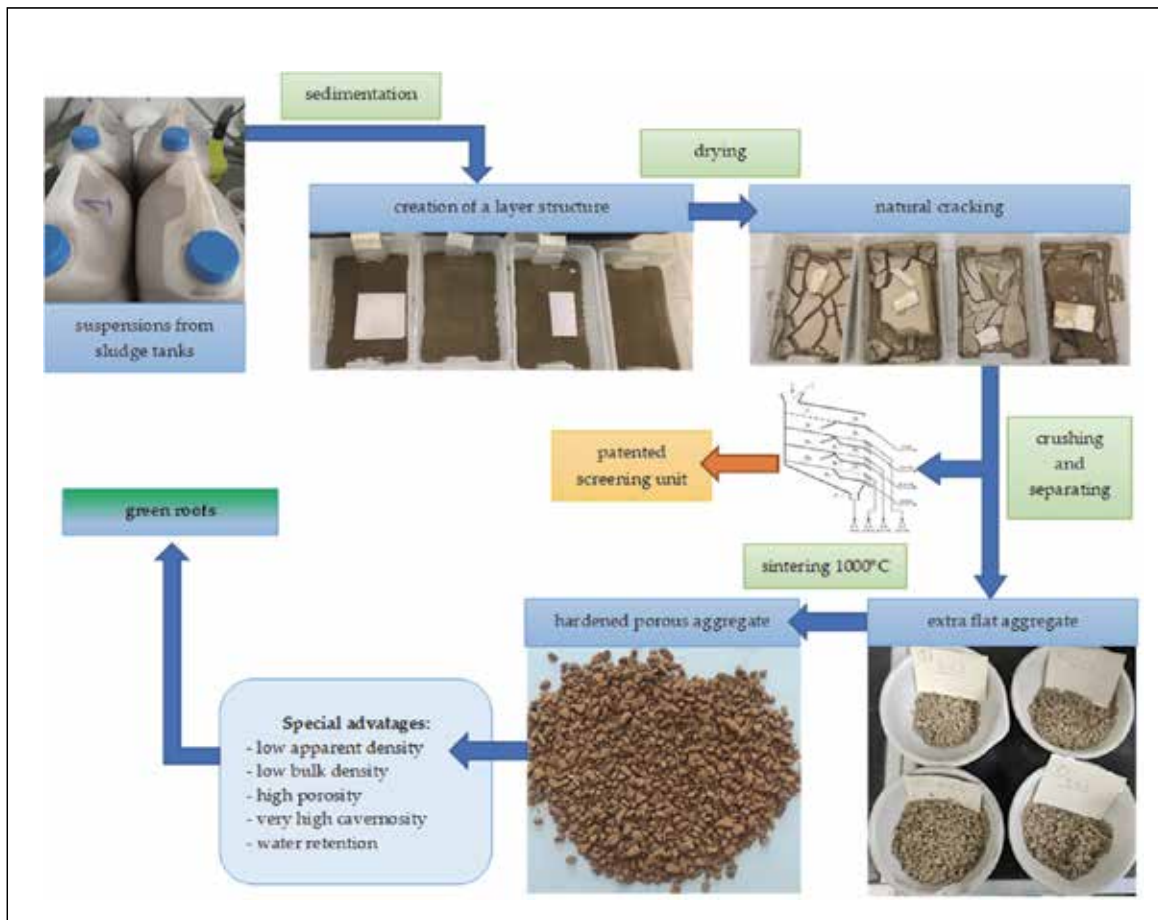 sedimentation
suspensions from
sludge tanks
creation of a layer structure
drying
natural cracking
patented
screening unit
crushing
and
separating
green roofs
sintering 1000°C
hardened porous aggregate
extra flat aggregate
Special advatages:
- low apparent density
- low bulk density
- high porosity
- very high cavernosity
- water retention